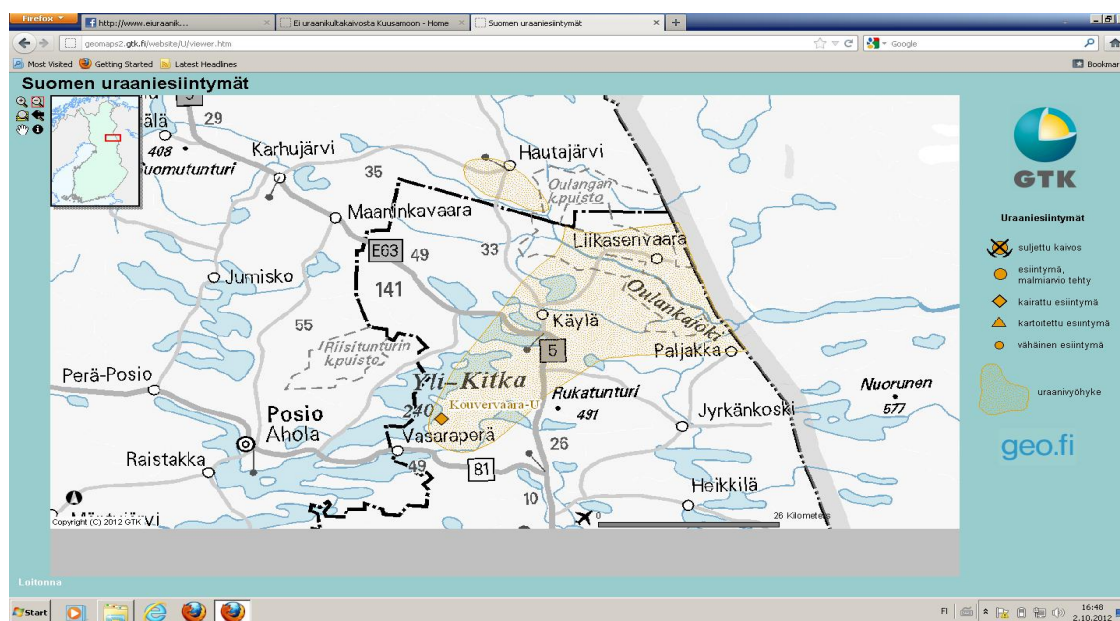 Firefox
http://www.eiuraanik...
Ei uraanikultakaivosta Kuusamoon - Home
Suomen uraaniesiintymät
geomaps2.gtk.fi/website/U/viewer.htm
Google
Most Visited
Getting Started
Latest Headlines
Bookmar
Suomen uraaniesiintymät
29
408
Karhujärvi
35
Hautajärvi
Oulangan
k.puisto
Maaninkavaara
E63
49
33
Liikasenvaara
Jumisko
141
Oulankajoki
55
Käylä
Riisitunturin
k.puisto
5
Paljakka
Perä-Posio
Yli-Kitka
Rukatunturi
491
Nuorunen
577
240
Kouvervaara-U
Jyrkänkoski
Posio
Ahola
Vasaraperä
26
Raistakka
49
81
Heikkilä
10
Copyright (C) 2012 GTK
0
26 Kilometers
GTK
Uraaniesiintymät
suljettu kaivos
esiintymä,
malmiarvio tehty
kairattu esiintymä
kartoitettu esiintymä
vähäinen esiintymä
uraanivyöhyke
geo.fi
Loitonna
Start
FI
16:48
2.10.2012